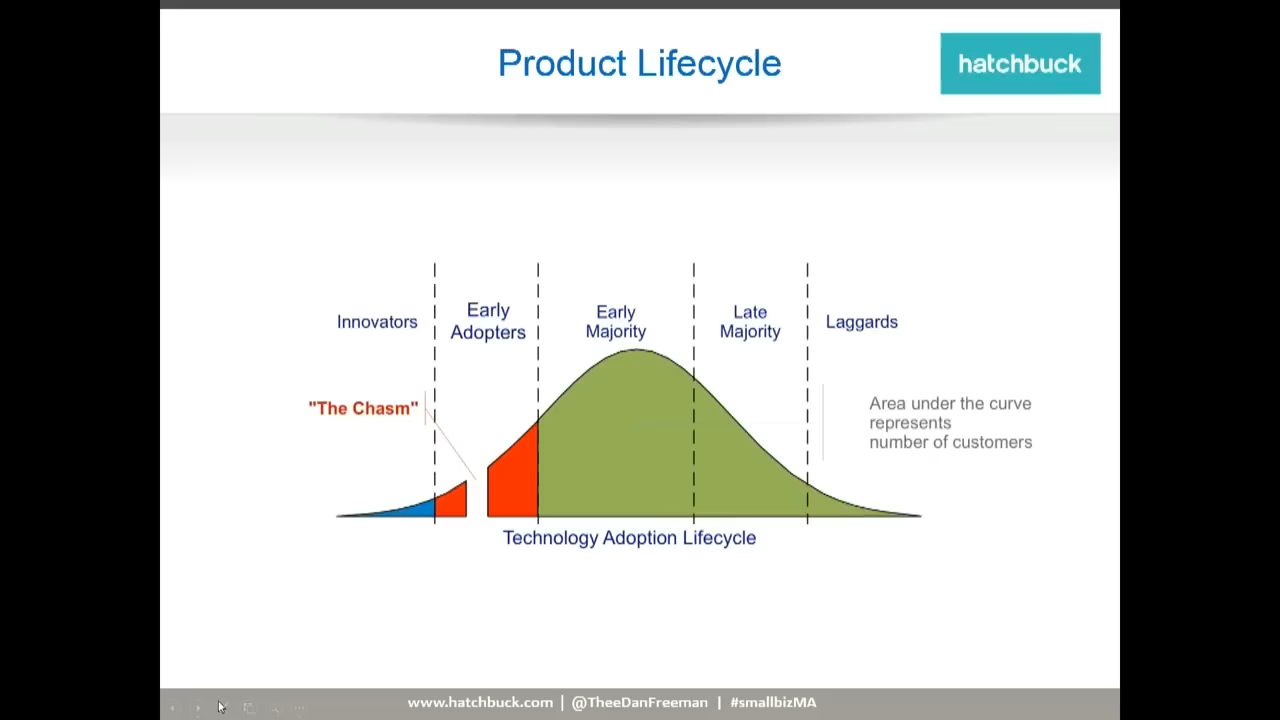 Product Lifecycle
hatchbuck
Innovators
Early
Adopters
Early
Majority
Late
Majority
Laggards
"The Chasm"
Area under the curve
represents
number of customers
Technology Adoption Lifecycle
www.hatchbuck.com | @TheeDanFreeman | #smallbizMA